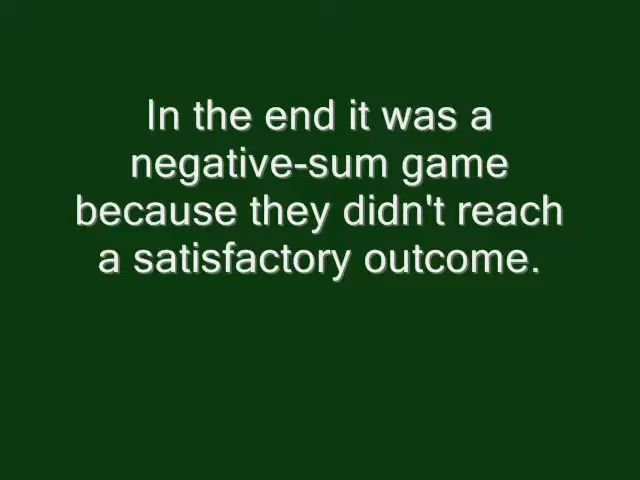 In the end it was a
negative-sum game
because they didn't reach
a satisfactory outcome.